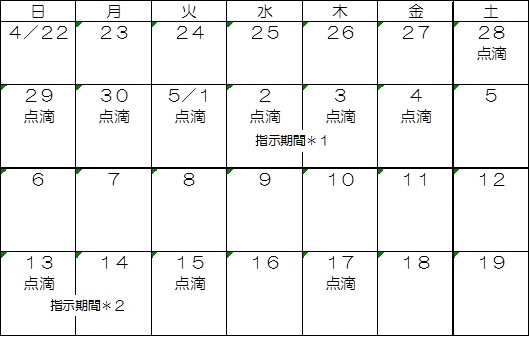 日 月 火 水 木 金 土
4／22 23 24 25 26 27 28
点滴
29 30 5／1 2 3 4 5
点滴 点滴 点滴 点滴 点滴 点滴
指示期間＊1
6 7 8 9 10 11 12
13 14 15 16 17 18 19
点滴 点滴 点滴
指示期間＊2